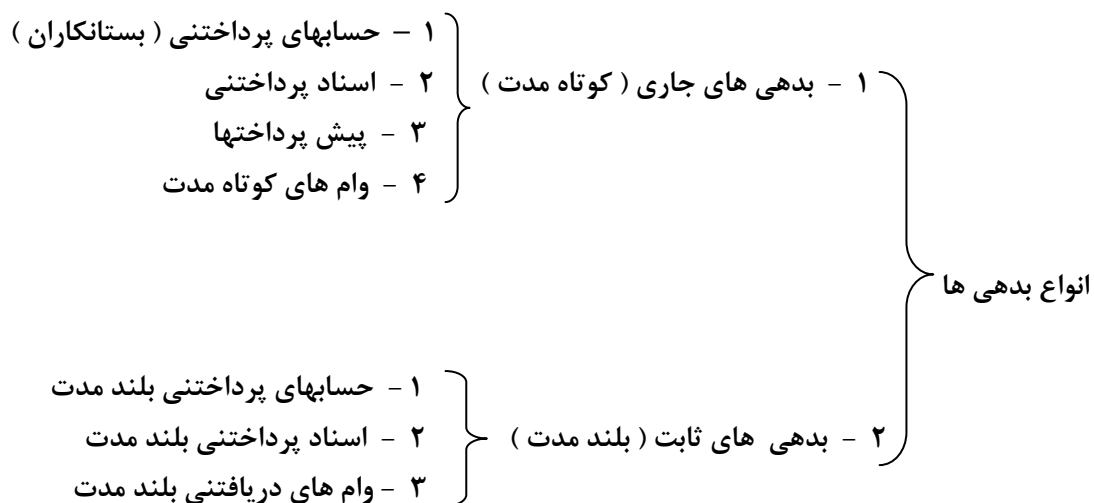 انواع بدهی ها
۱ - بدهی های جاری ( کوتاه مدت )
۱ – حسابهای پرداختنی ( بستانکاران )
۲ - اسناد پرداختنی
۳ - پیش پرداختها
۴ - وام های کوتاه مدت
۲ - بدهی های ثابت ( بلند مدت )
۱ - حسابهای پرداختنی بلند مدت
۲ - اسناد پرداختنی بلند مدت
۳ - وام های دریافتنی بلند مدت